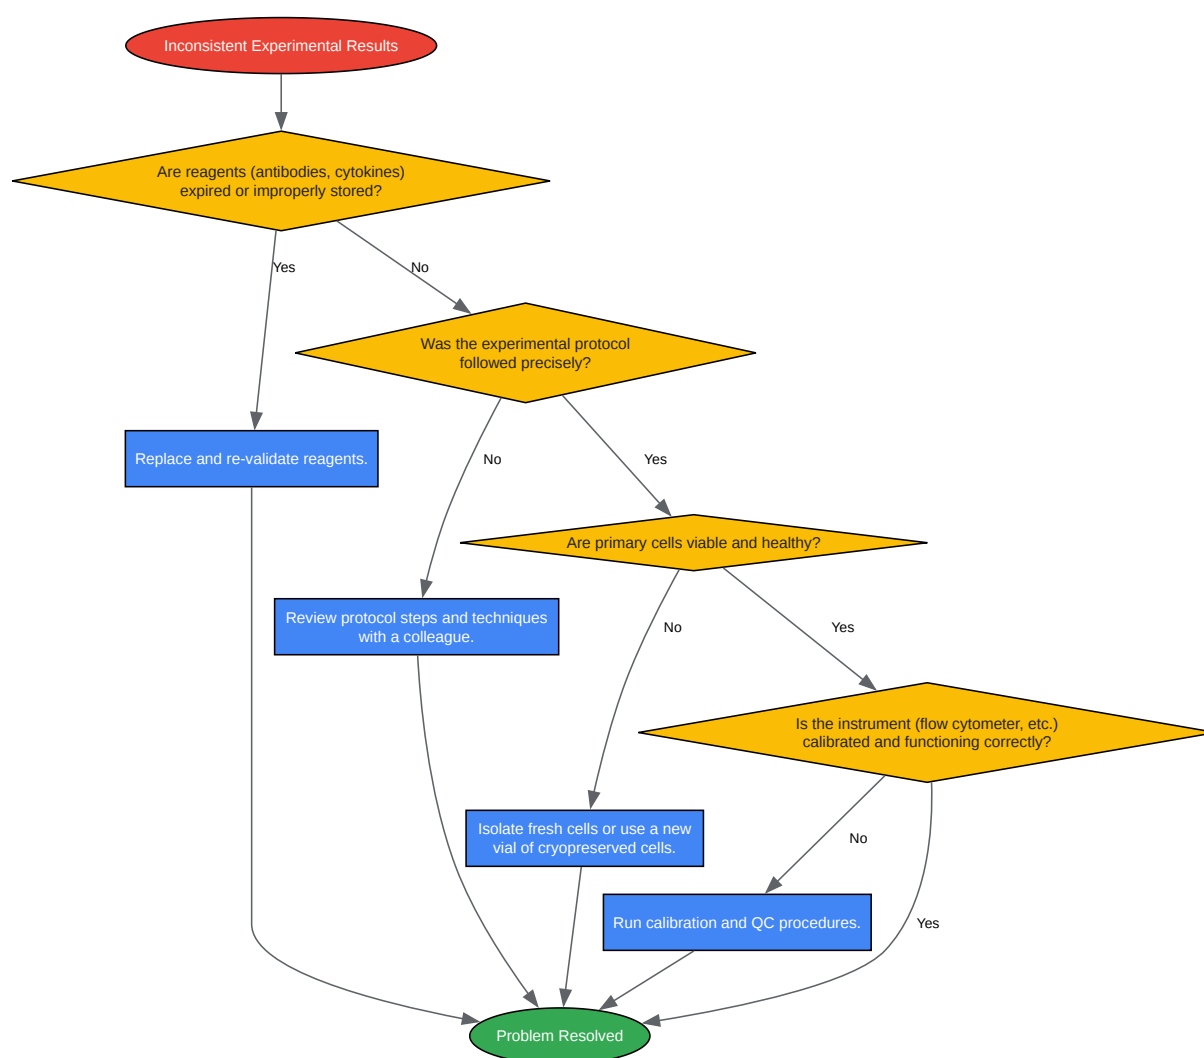 Inconsistent Experimental Results
Are reagents (antibodies, cytokines)
expired or improperly stored?
Yes
No
Was the experimental protocol
followed precisely?
Replace and re-validate reagents.
No
Yes
Are primary cells viable and healthy?
Review protocol steps and techniques
with a colleague.
No
Yes
Is the instrument (flow cytometer, etc.)
calibrated and functioning correctly?
Isolate fresh cells or use a new
vial of cryopreserved cells.
No
Run calibration and QC procedures.
Yes
Problem Resolved